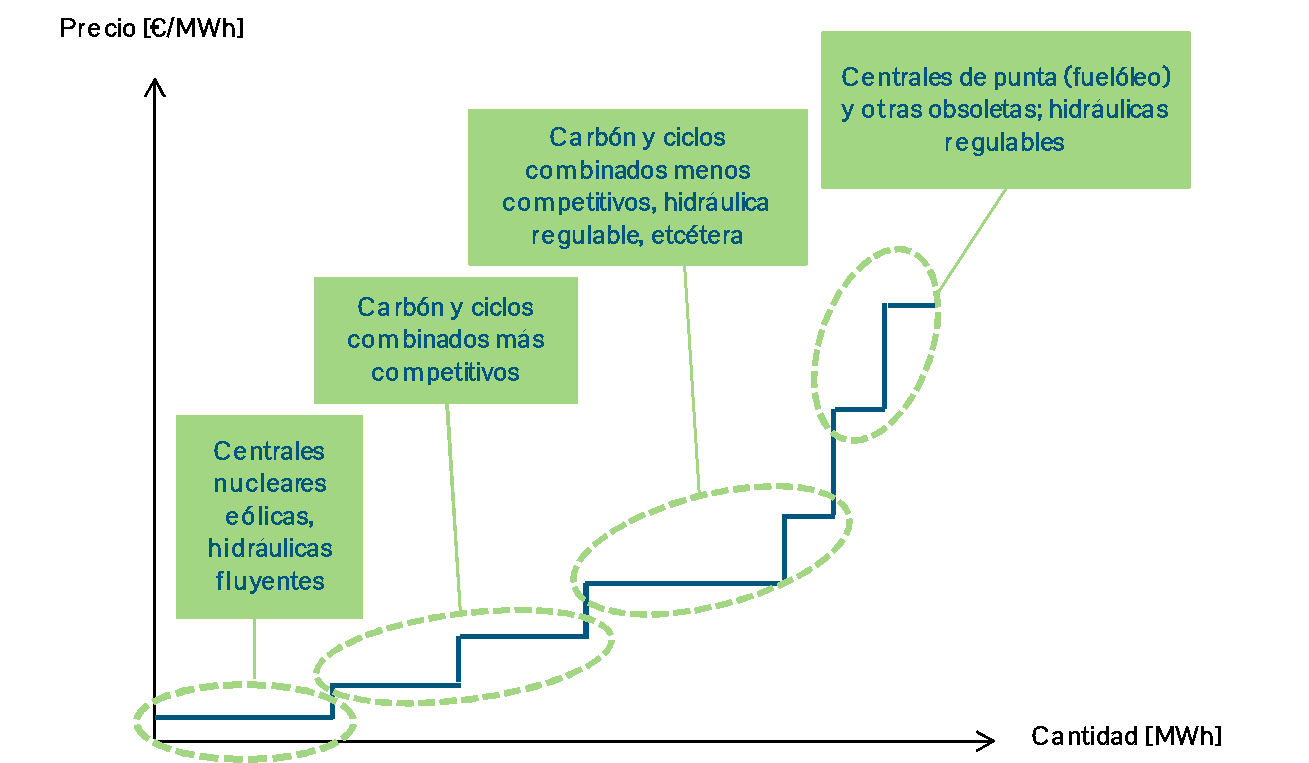 Precio [€/MWh]
Centrales de punta (fuelóleo)
y otras obsoletas; hidráulicas
regulables
Carbón y ciclos
combinados menos
competitivos, hidráulica
regulable, etcétera
Carbón y ciclos
combinados más
competitivos
Centrales
nucleares
eólicas,
hidráulicas
fluyentes
Cantidad [MWh]